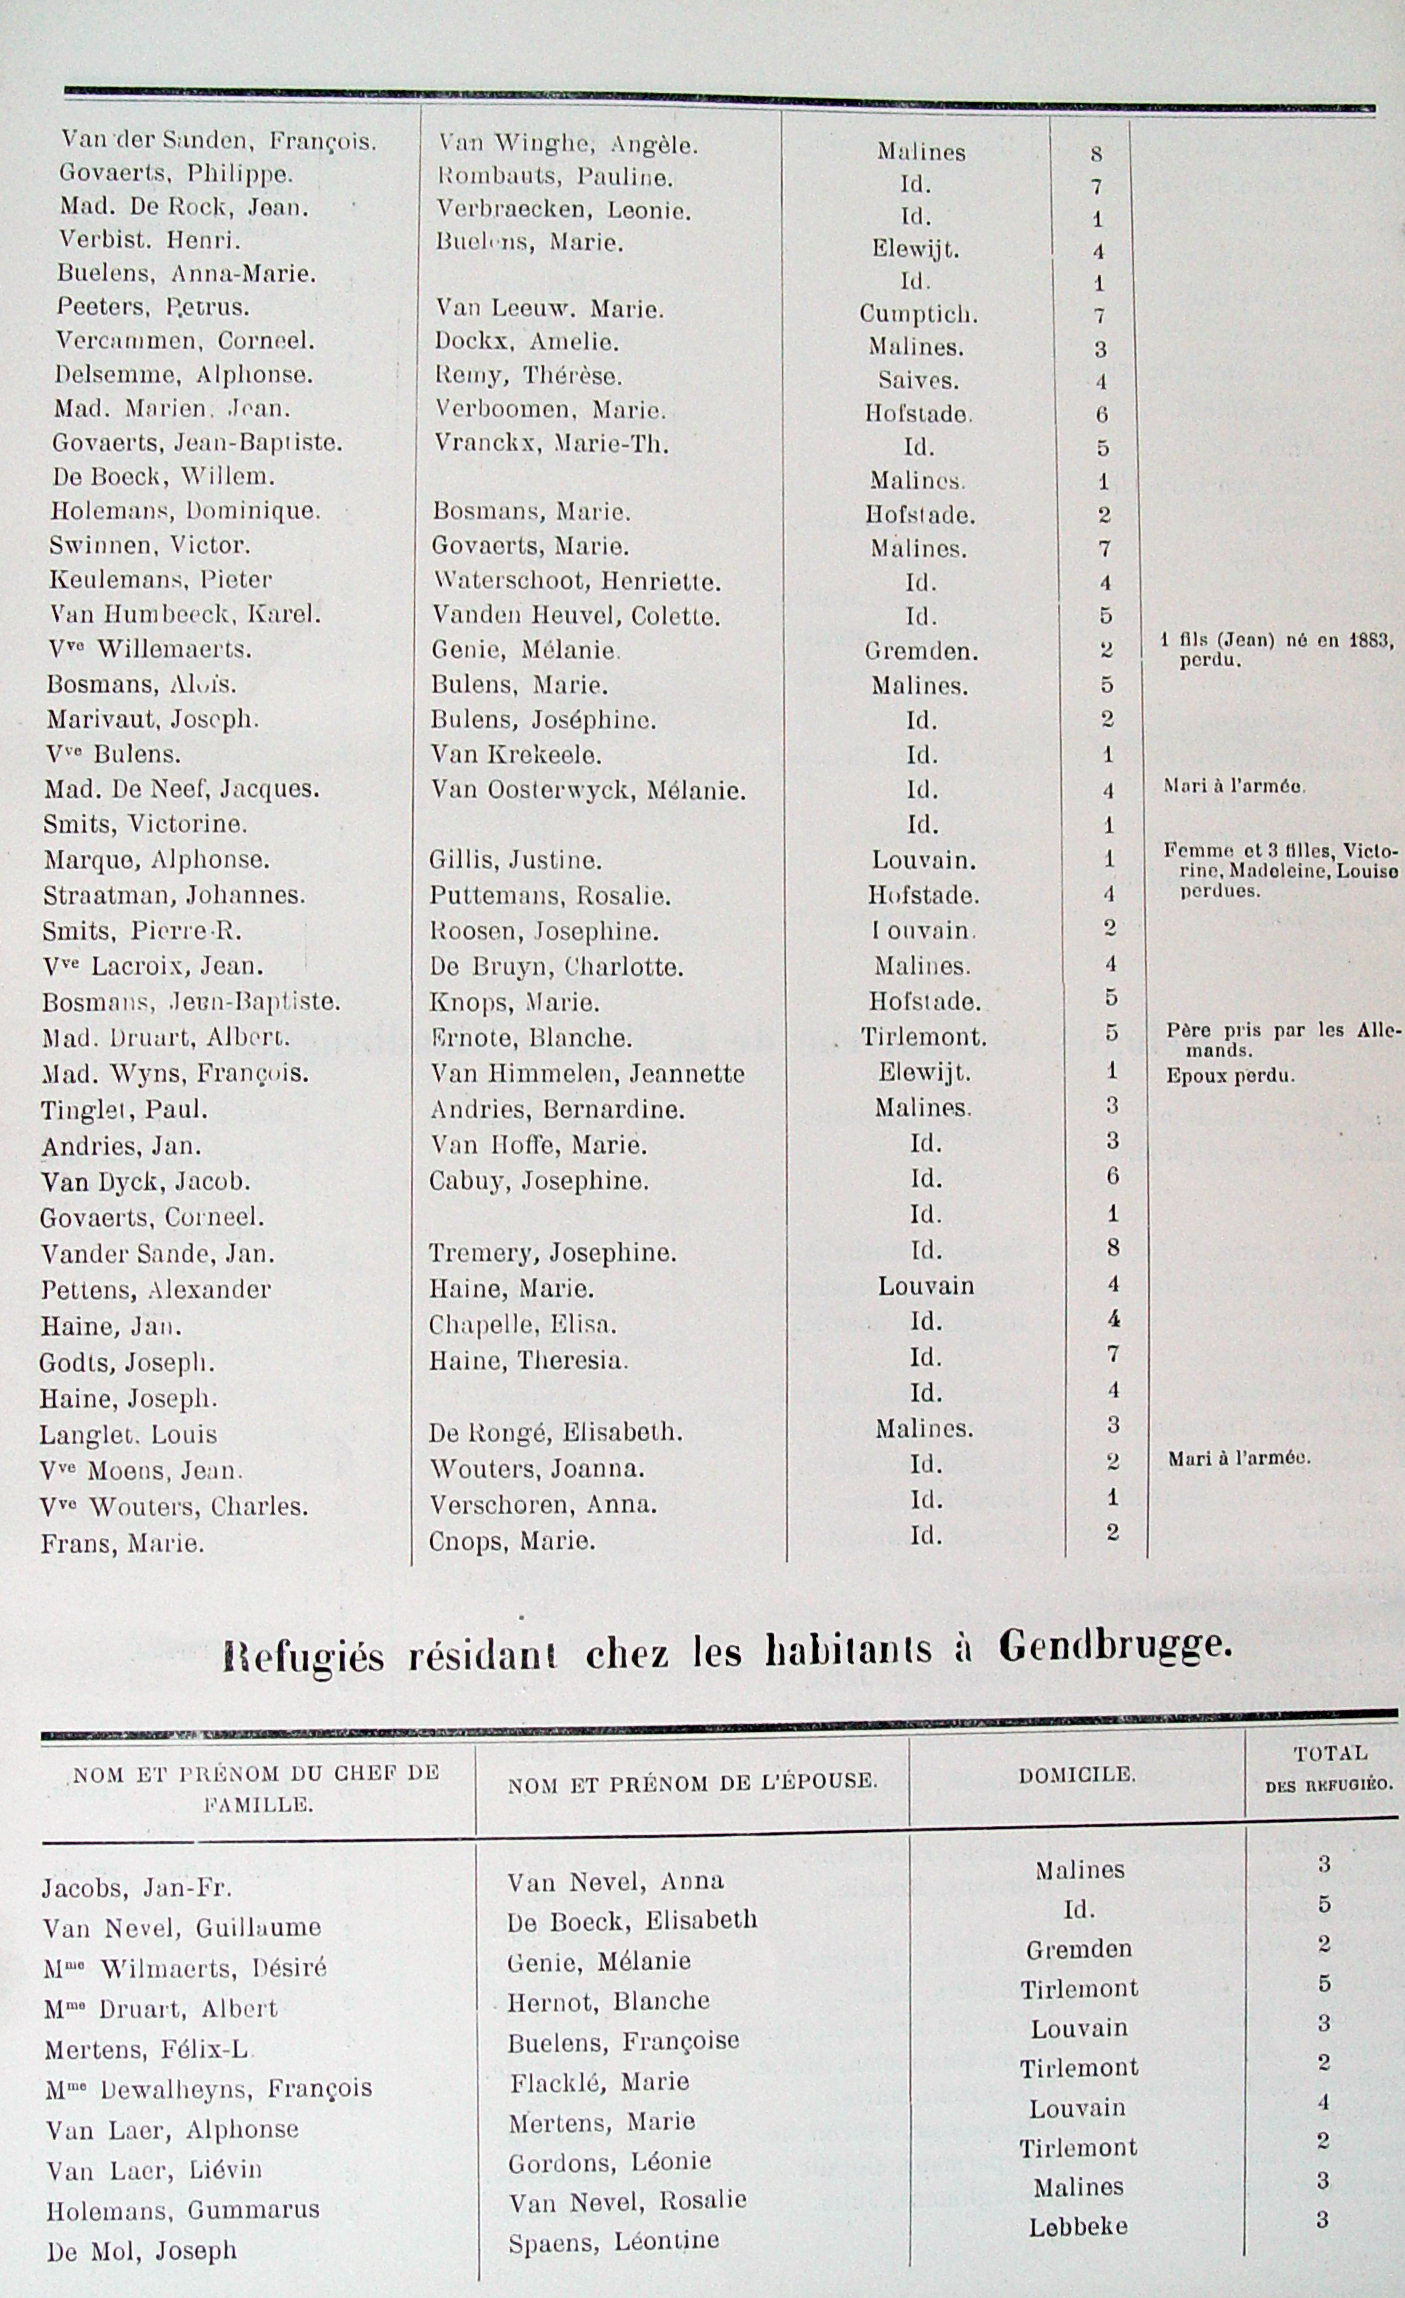 Van der Sanden, François. Van Winghe, Angèle. Malines 8
Govaerts, Philippe. Rombauts, Pauline. Id. 7
Mad. De Rock, Jean. Verbraecken, Leonie. Id. 1
Verbist. Henri. Buelens, Marie. Elewijt. 4
Buelens, Anna-Marie. Id. 1
Peeters, Petrus. Van Leeuw. Marie. Cumptich. 7
Vercammen, Corneel. Dockx, Amelie. Malines. 3
Delsemme, Alphonse. Remy, Thérèse. Saives. 4
Mad. Marien, Jean. Verboomen, Marie. Hofstade. 6
Govaerts, Jean-Baptiste. Vranckx, Marie-Th. Id. 5
De Boeck, Willem. Malines. 1
Holemans, Dominique. Bosmans, Marie. Hofstade. 2
Swinnen, Victor. Govaerts, Marie. Malines. 7
Keulemans, Pieter Waterschoot, Henriette. Id. 4
Van Humbeeck, Karel. Vanden Heuvel, Colette. Id. 5
Vve Willemaerts. Genie, Mélanie. Gremden. 2 1 fils (Jean) né en 1883,
perdu.
Bosmans, Aloïs. Bulens, Marie. Malines. 5
Marivaut, Joseph. Bulens, Joséphine. Id. 2
Vve Bulens. Van Krekeele. Id. 1
Mad. De Neef, Jacques. Van Oosterwyck, Mélanie. Id. 4 Mari à l'armée.
Smits, Victorine. Id. 1
Marque, Alphonse. Gillis, Justine. Louvain. 1 Femme et 3 filles, Victo-
rine, Madeleine, Louise
Straatman, Johannes. Puttemans, Rosalie. Hofstade. 4 perdues.
Smits, Pierre-R. Roosen, Josephine. Louvain. 2
Vve Lacroix, Jean. De Bruyn, Charlotte. Malines. 4
Bosmans, Jean-Baptiste. Knops, Marie. Hofstade. 5
Mad. Druart, Albert. Ernote, Blanche. Tirlemont. 5 Père pris par les Alle-
mands.
Mad. Wyns, François. Van Himmelen, Jeannette Elewijt. 1 Epoux perdu.
Tinglet, Paul. Andries, Bernardine. Malines. 3
Andries, Jan. Van Hoffe, Marie. Id. 3
Van Dyck, Jacob. Cabuy, Josephine. Id. 6
Govaerts, Corneel. Id. 1
Vander Sande, Jan. Tremery, Josephine. Id. 8
Pettens, Alexander Haine, Marie. Louvain 4
Haine, Jan. Chapelle, Elisa. Id. 4
Godts, Joseph. Haine, Theresia. Id. 7
Haine, Joseph. Id. 4
Langlet. Louis De Rongé, Elisabeth. Malines. 3
Vve Moens, Jean. Wouters, Joanna. Id. 2 Mari à l'armée.
Vve Wouters, Charles. Verschoren, Anna. Id. 1
Frans, Marie. Cnops, Marie. Id. 2
Refugiés résidant chez les habitants à Gendbrugge.
NOM ET PRÉNOM DU CHEF DE
FAMILLE.
NOM ET PRÉNOM DE L'ÉPOUSE.
DOMICILE.
TOTAL
DES REFUGIÉO.
Jacobs, Jan-Fr. Van Nevel, Anna Malines 3
Van Nevel, Guillaume De Boeck, Elisabeth Id. 5
Mme Wilmaerts, Désiré Genie, Mélanie Gremden 2
Mme Druart, Albert Hernot, Blanche Tirlemont 5
Mertens, Félix-L. Buelens, Françoise Louvain 3
Mme Dewalheyns, François Flacklé, Marie Tirlemont 2
Van Laer, Alphonse Mertens, Marie Louvain 4
Van Laer, Liévin Gordons, Léonie Tirlemont 2
Holemans, Gummarus Van Nevel, Rosalie Malines 3
De Mol, Joseph Spaens, Léontine Lebbeke 3